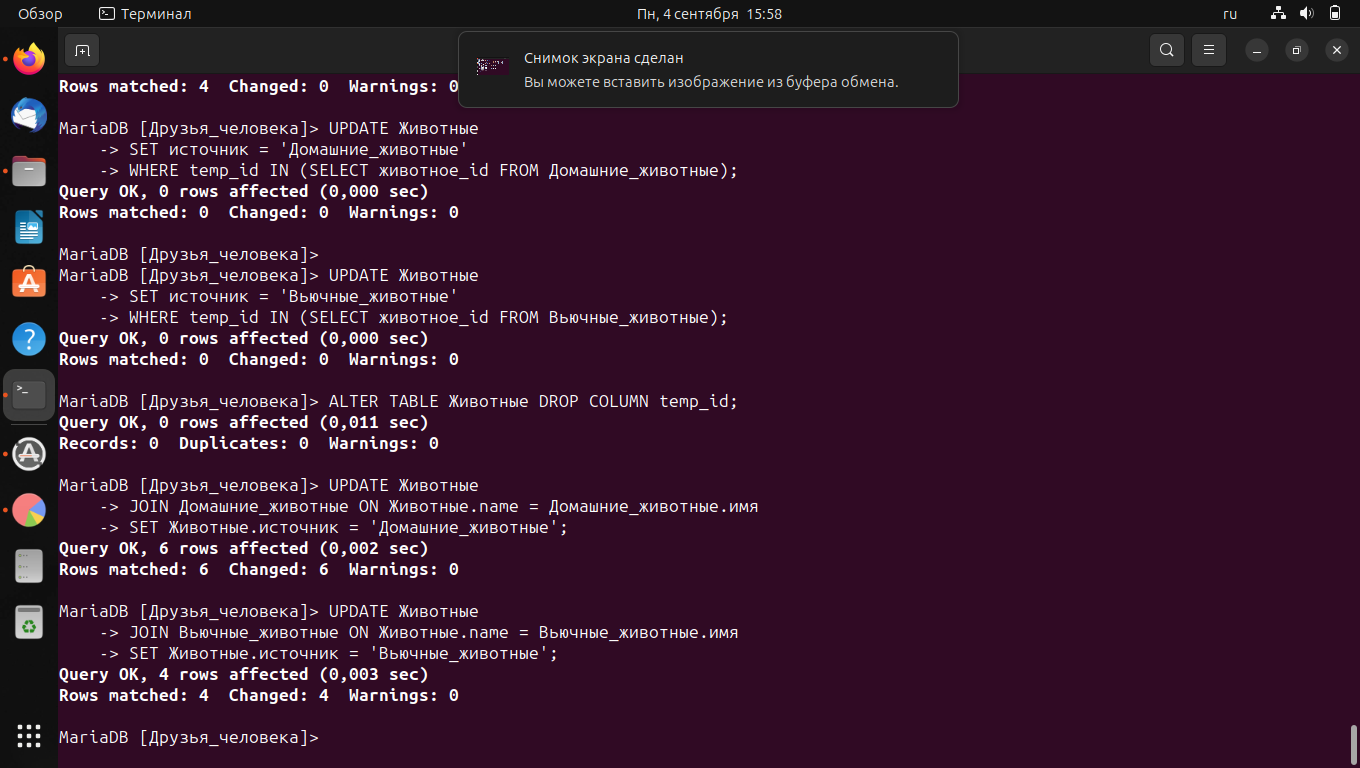 Обзор
Терминал
Пн, 4 сентября 15:58
ru
Снимок экрана сделан
Вы можете вставить изображение из буфера обмена.
Rows matched: 4  Changed: 0  Warnings: 0
MariaDB [Друзья_человека]> UPDATE Животные
    -> SET источник = 'Домашние_животные'
    -> WHERE temp_id IN (SELECT животное_id FROM Домашние_животные);
Query OK, 0 rows affected (0,000 sec)
Rows matched: 0  Changed: 0  Warnings: 0
MariaDB [Друзья_человека]>
MariaDB [Друзья_человека]> UPDATE Животные
    -> SET источник = 'Вьючные_животные'
    -> WHERE temp_id IN (SELECT животное_id FROM Вьючные_животные);
Query OK, 0 rows affected (0,000 sec)
Rows matched: 0  Changed: 0  Warnings: 0
MariaDB [Друзья_человека]> ALTER TABLE Животные DROP COLUMN temp_id;
Query OK, 0 rows affected (0,011 sec)
Records: 0  Duplicates: 0  Warnings: 0
MariaDB [Друзья_человека]> UPDATE Животные
    -> JOIN Домашние_животные ON Животные.name = Домашние_животные.имя
    -> SET Животные.источник = 'Домашние_животные';
Query OK, 6 rows affected (0,002 sec)
Rows matched: 6  Changed: 6  Warnings: 0
MariaDB [Друзья_человека]> UPDATE Животные
    -> JOIN Вьючные_животные ON Животные.name = Вьючные_животные.имя
    -> SET Животные.источник = 'Вьючные_животные';
Query OK, 4 rows affected (0,003 sec)
Rows matched: 4  Changed: 4  Warnings: 0
MariaDB [Друзья_человека]>